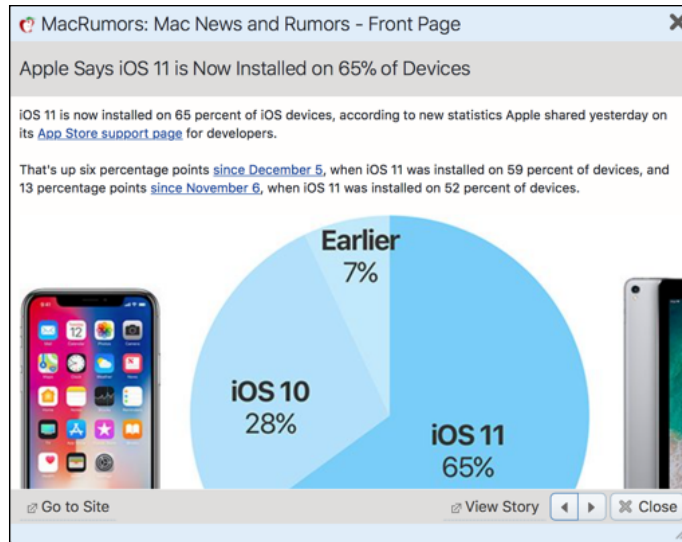 MacRumors: Mac News and Rumors - Front Page
Apple Says iOS 11 is Now Installed on 65% of Devices
iOS 11 is now installed on 65 percent of iOS devices, according to new statistics Apple shared yesterday on
its App Store support page for developers.
That's up six percentage points since December 5, when iOS 11 was installed on 59 percent of devices, and
13 percentage points since November 6, when iOS 11 was installed on 52 percent of devices.
Earlier
7%
iOS 10
28%
iOS 11
65%
12
Go to Site
View Story
Close